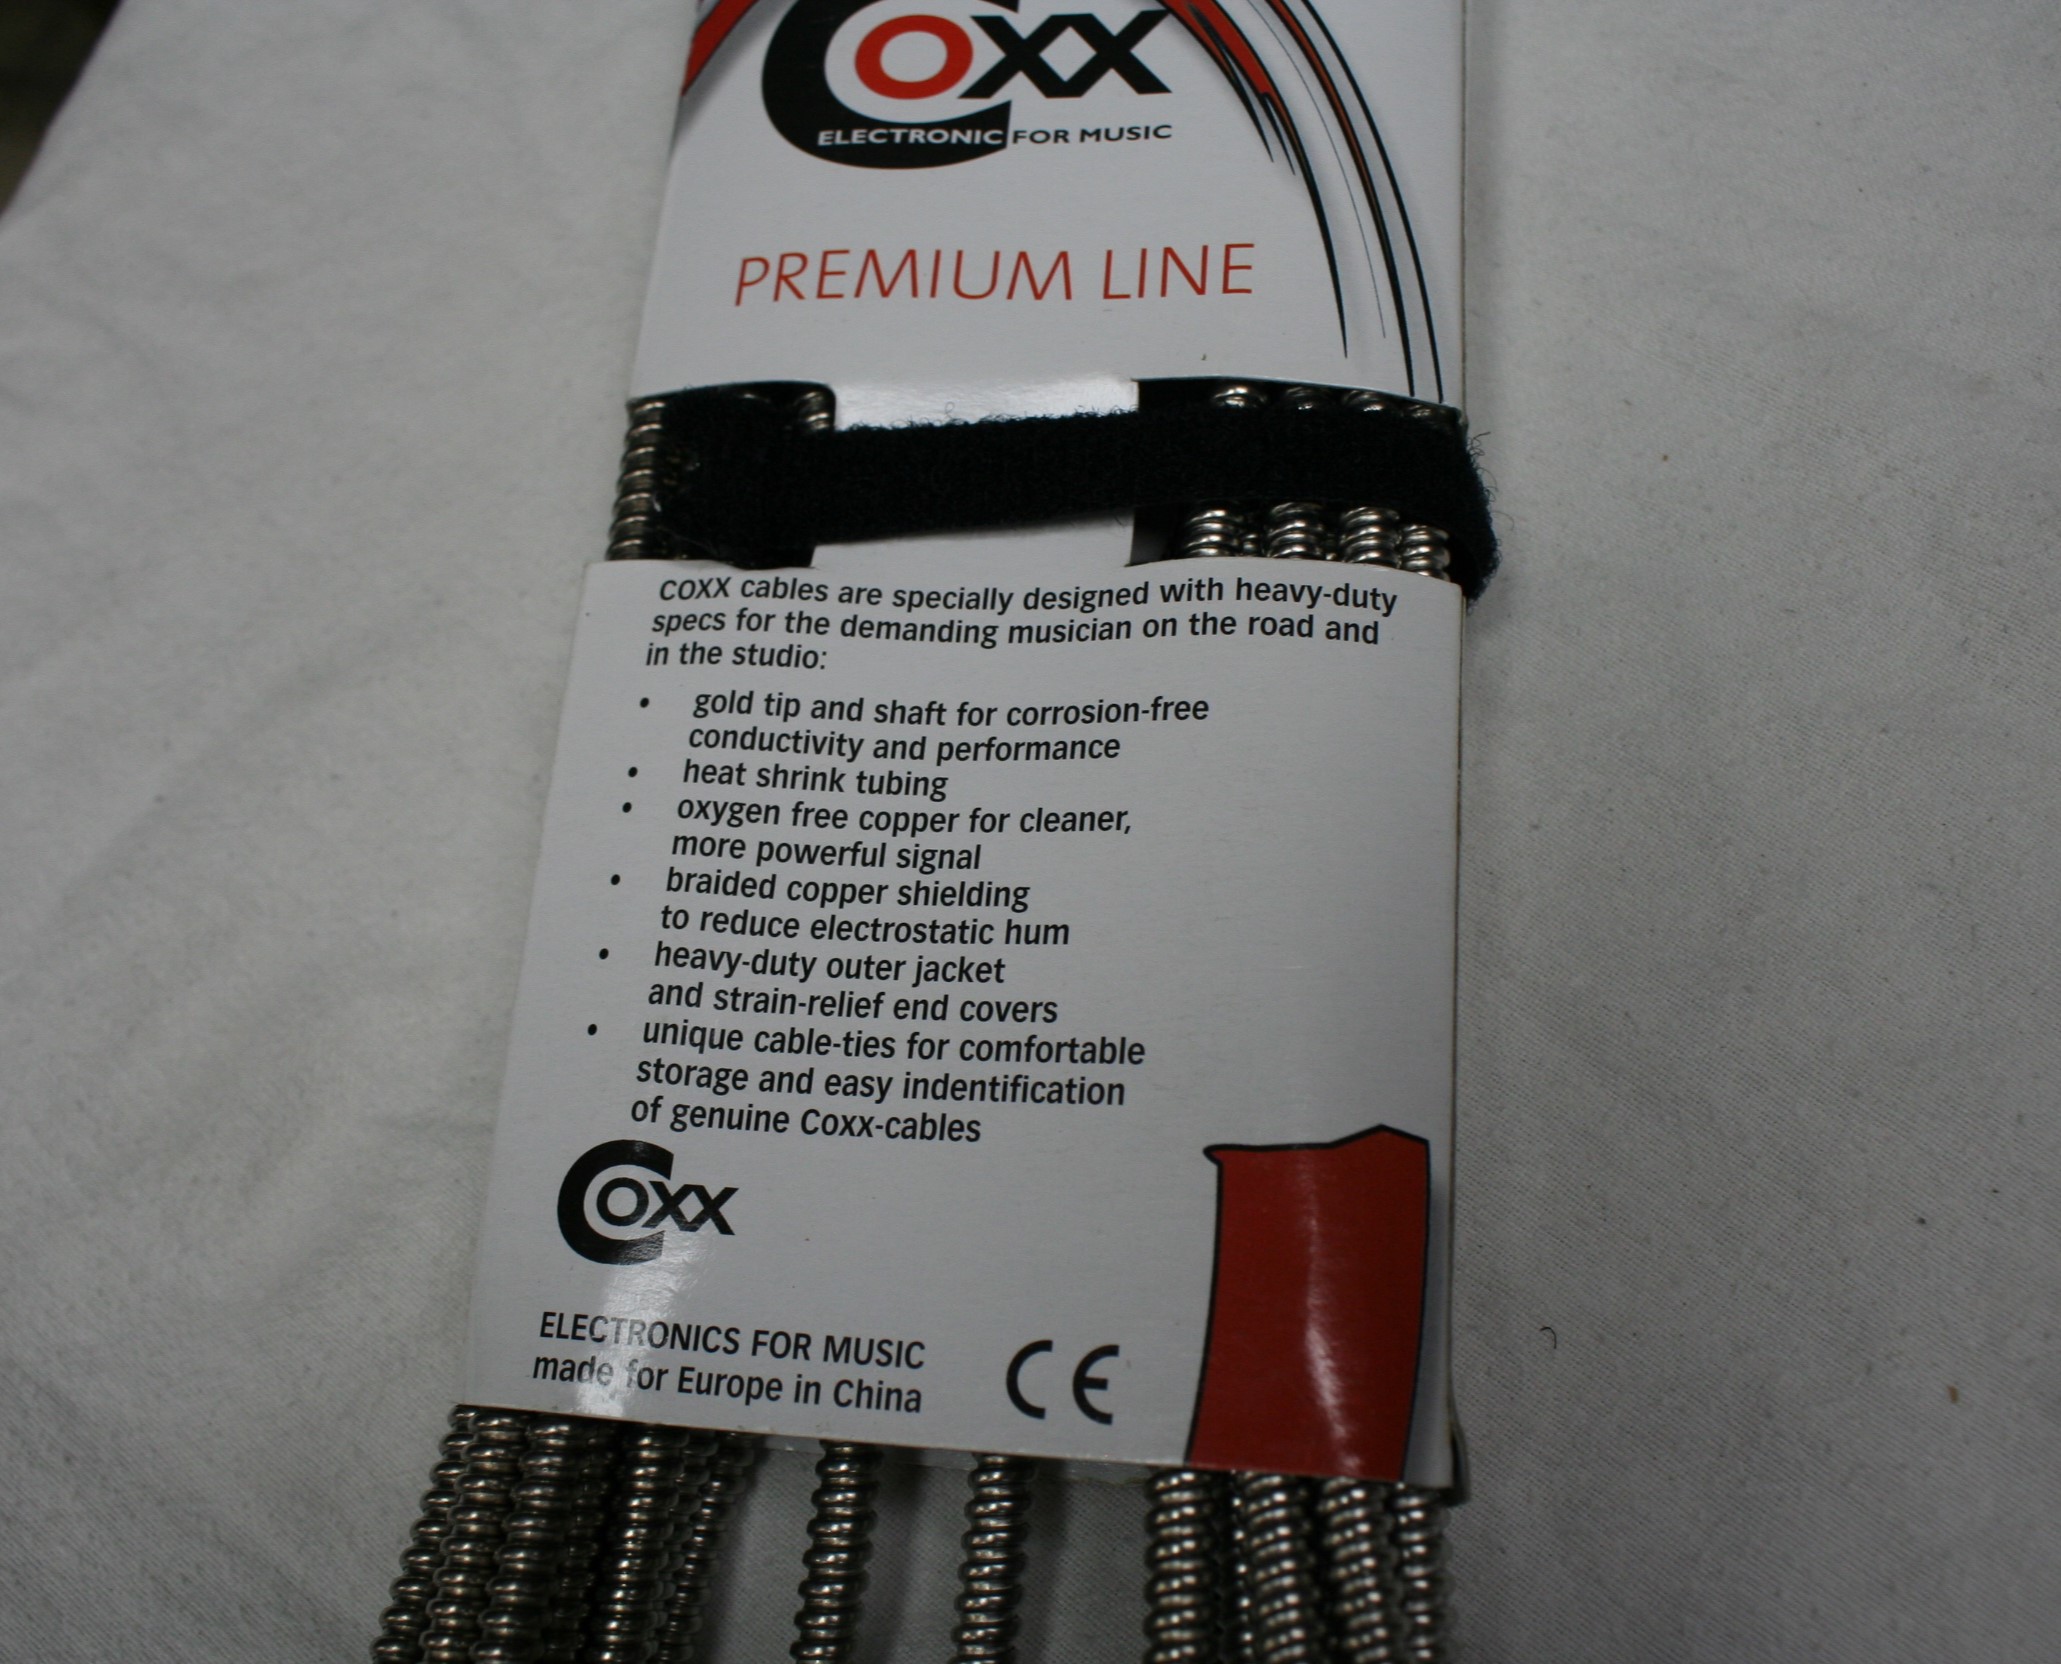 COXX
ELECTRONIC FOR MUSIC
PREMIUM LINE
COXX cables are specially designed with heavy-duty
specs for the demanding musician on the road and
in the studio:
• gold tip and shaft for corrosion-free
conductivity and performance
• heat shrink tubing
• oxygen free copper for cleaner,
more powerful signal
• braided copper shielding
to reduce electrostatic hum
• heavy-duty outer jacket
and strain-relief end covers
• unique cable-ties for comfortable
storage and easy indentification
of genuine Coxx-cables
COXX
ELECTRONICS FOR MUSIC
made for Europe in China
CE